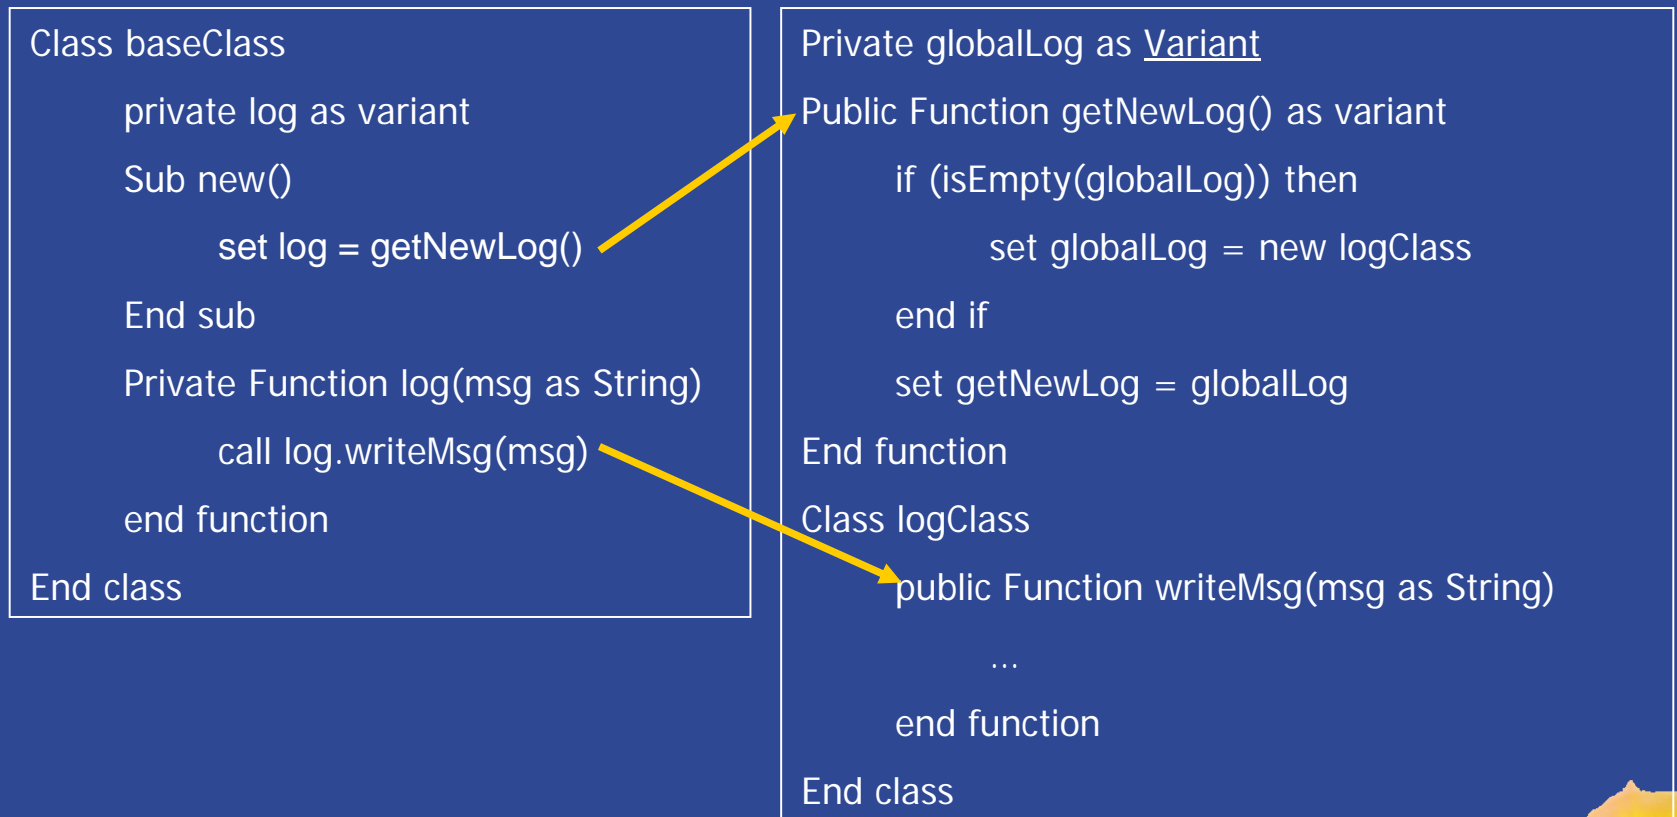 Class baseClass
private log as variant
Sub new()
set log = getNewLog()
End sub
Private Function log(msg as String)
call log.writeMsg(msg)
end function
End class
Private globalLog as Variant
Public Function getNewLog() as variant
if (isEmpty(globalLog)) then
set globalLog = new logClass
end if
set getNewLog = globalLog
End function
Class logClass
public Function writeMsg(msg as String)
...
end function
End class